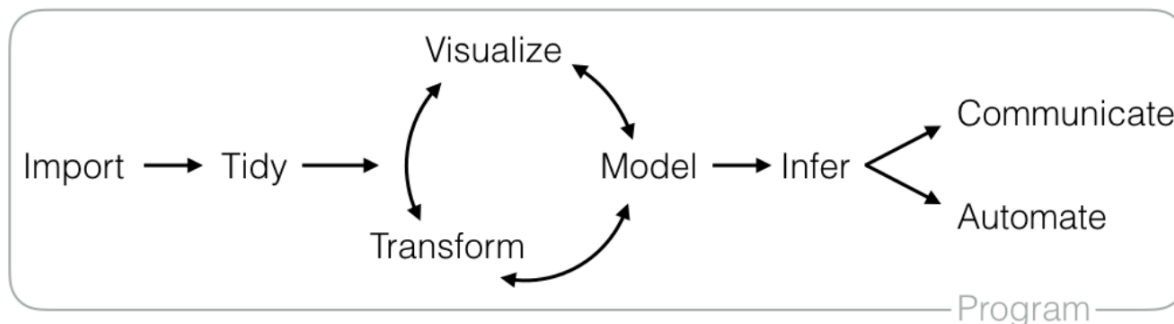 Visualize
Communicate
Import
Tidy
Model
Infer
Automate
Transform
Program